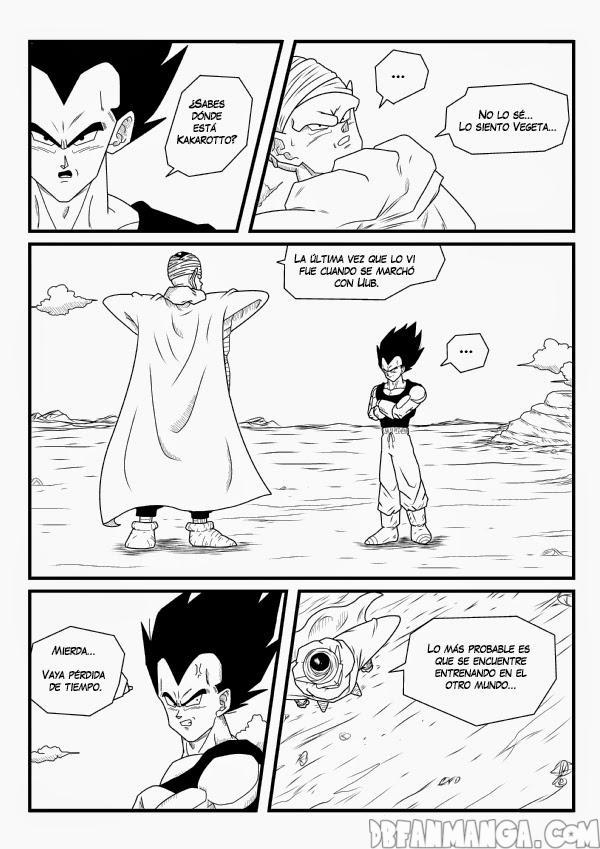 ¿Sabes
dónde
está
Kakarotto?
...
No lo sé...
Lo siento Vegeta...
La última vez que lo vi
fue cuando se marchó
con Uub.
...
Mierda...
Vaya pérdida
de tiempo.
Lo más probable es
que se encuentre
entrenando en el
otro mundo...
DBFANMANGA.COM